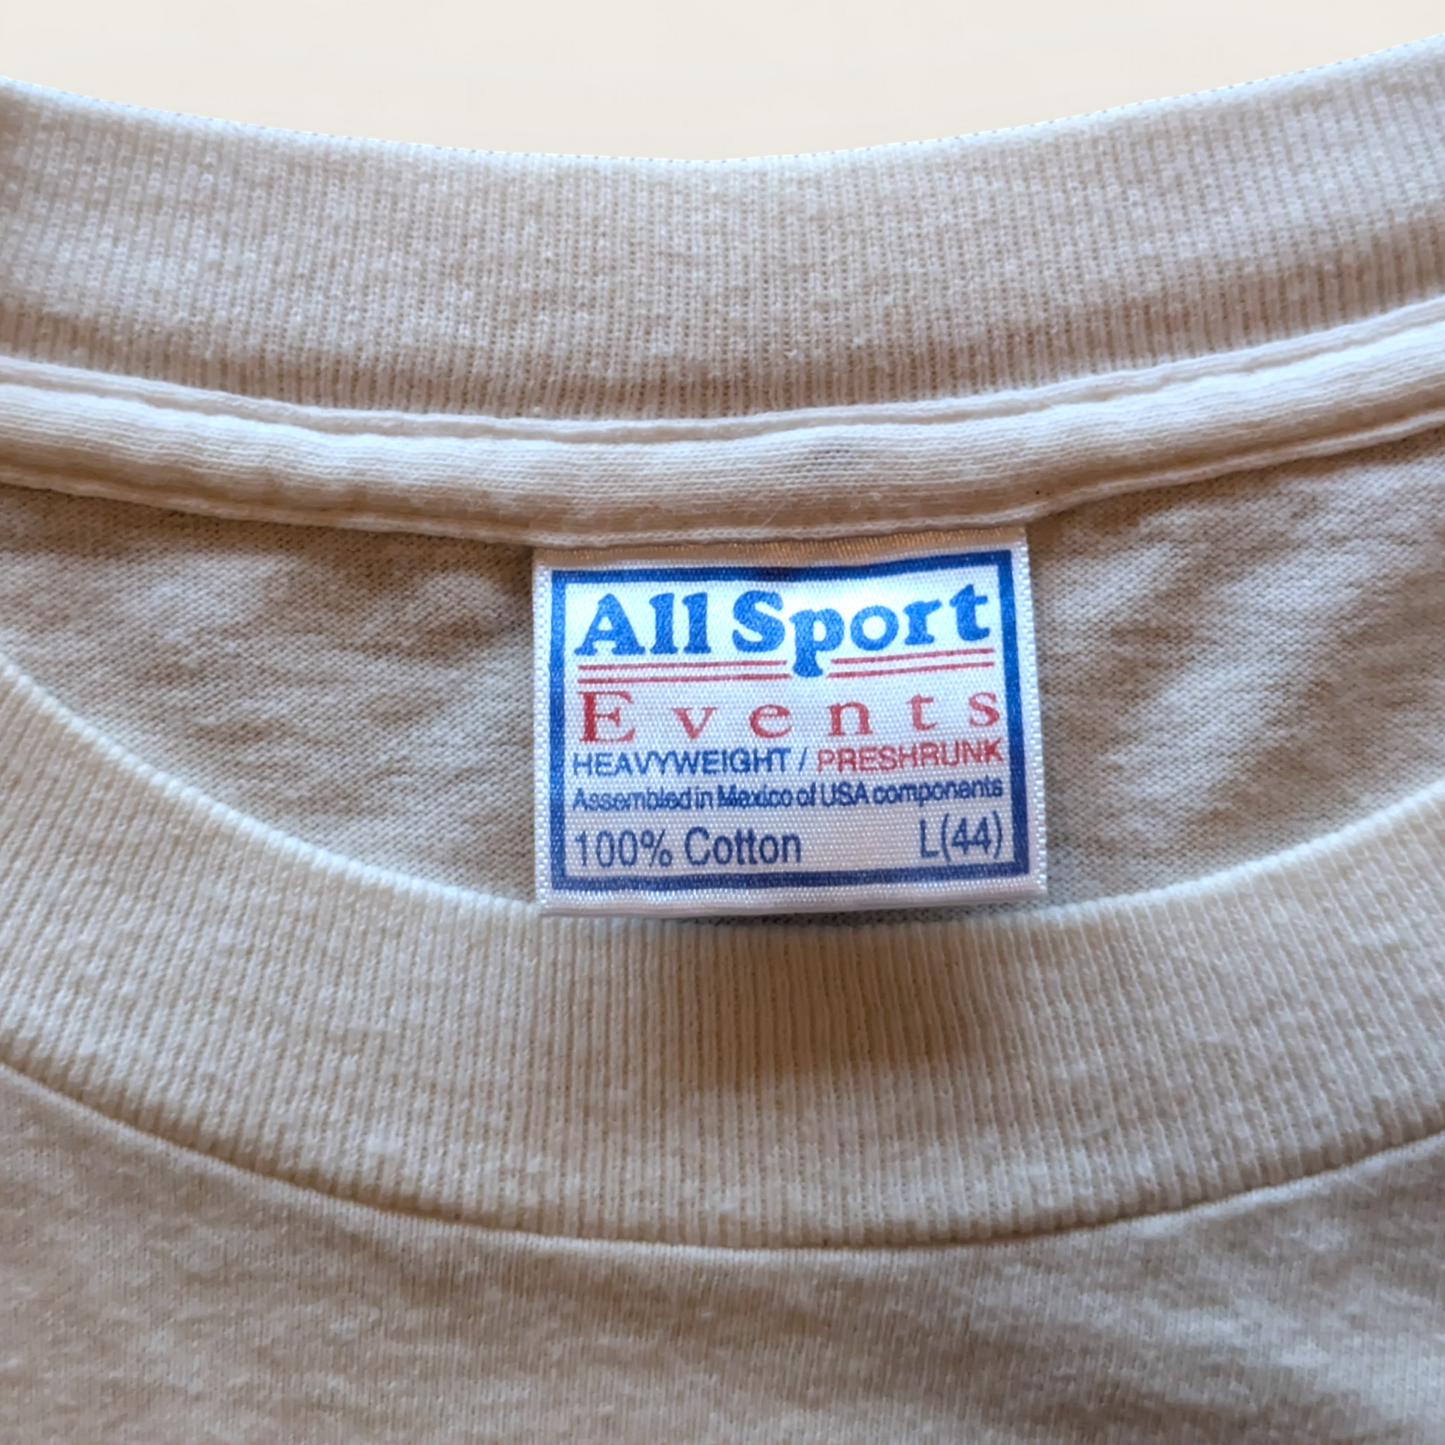 All Sport
Events
HEAVYWEIGHT / PRESHRUNK
Assembled in Mexico of USA components
100% Cotton L(44)